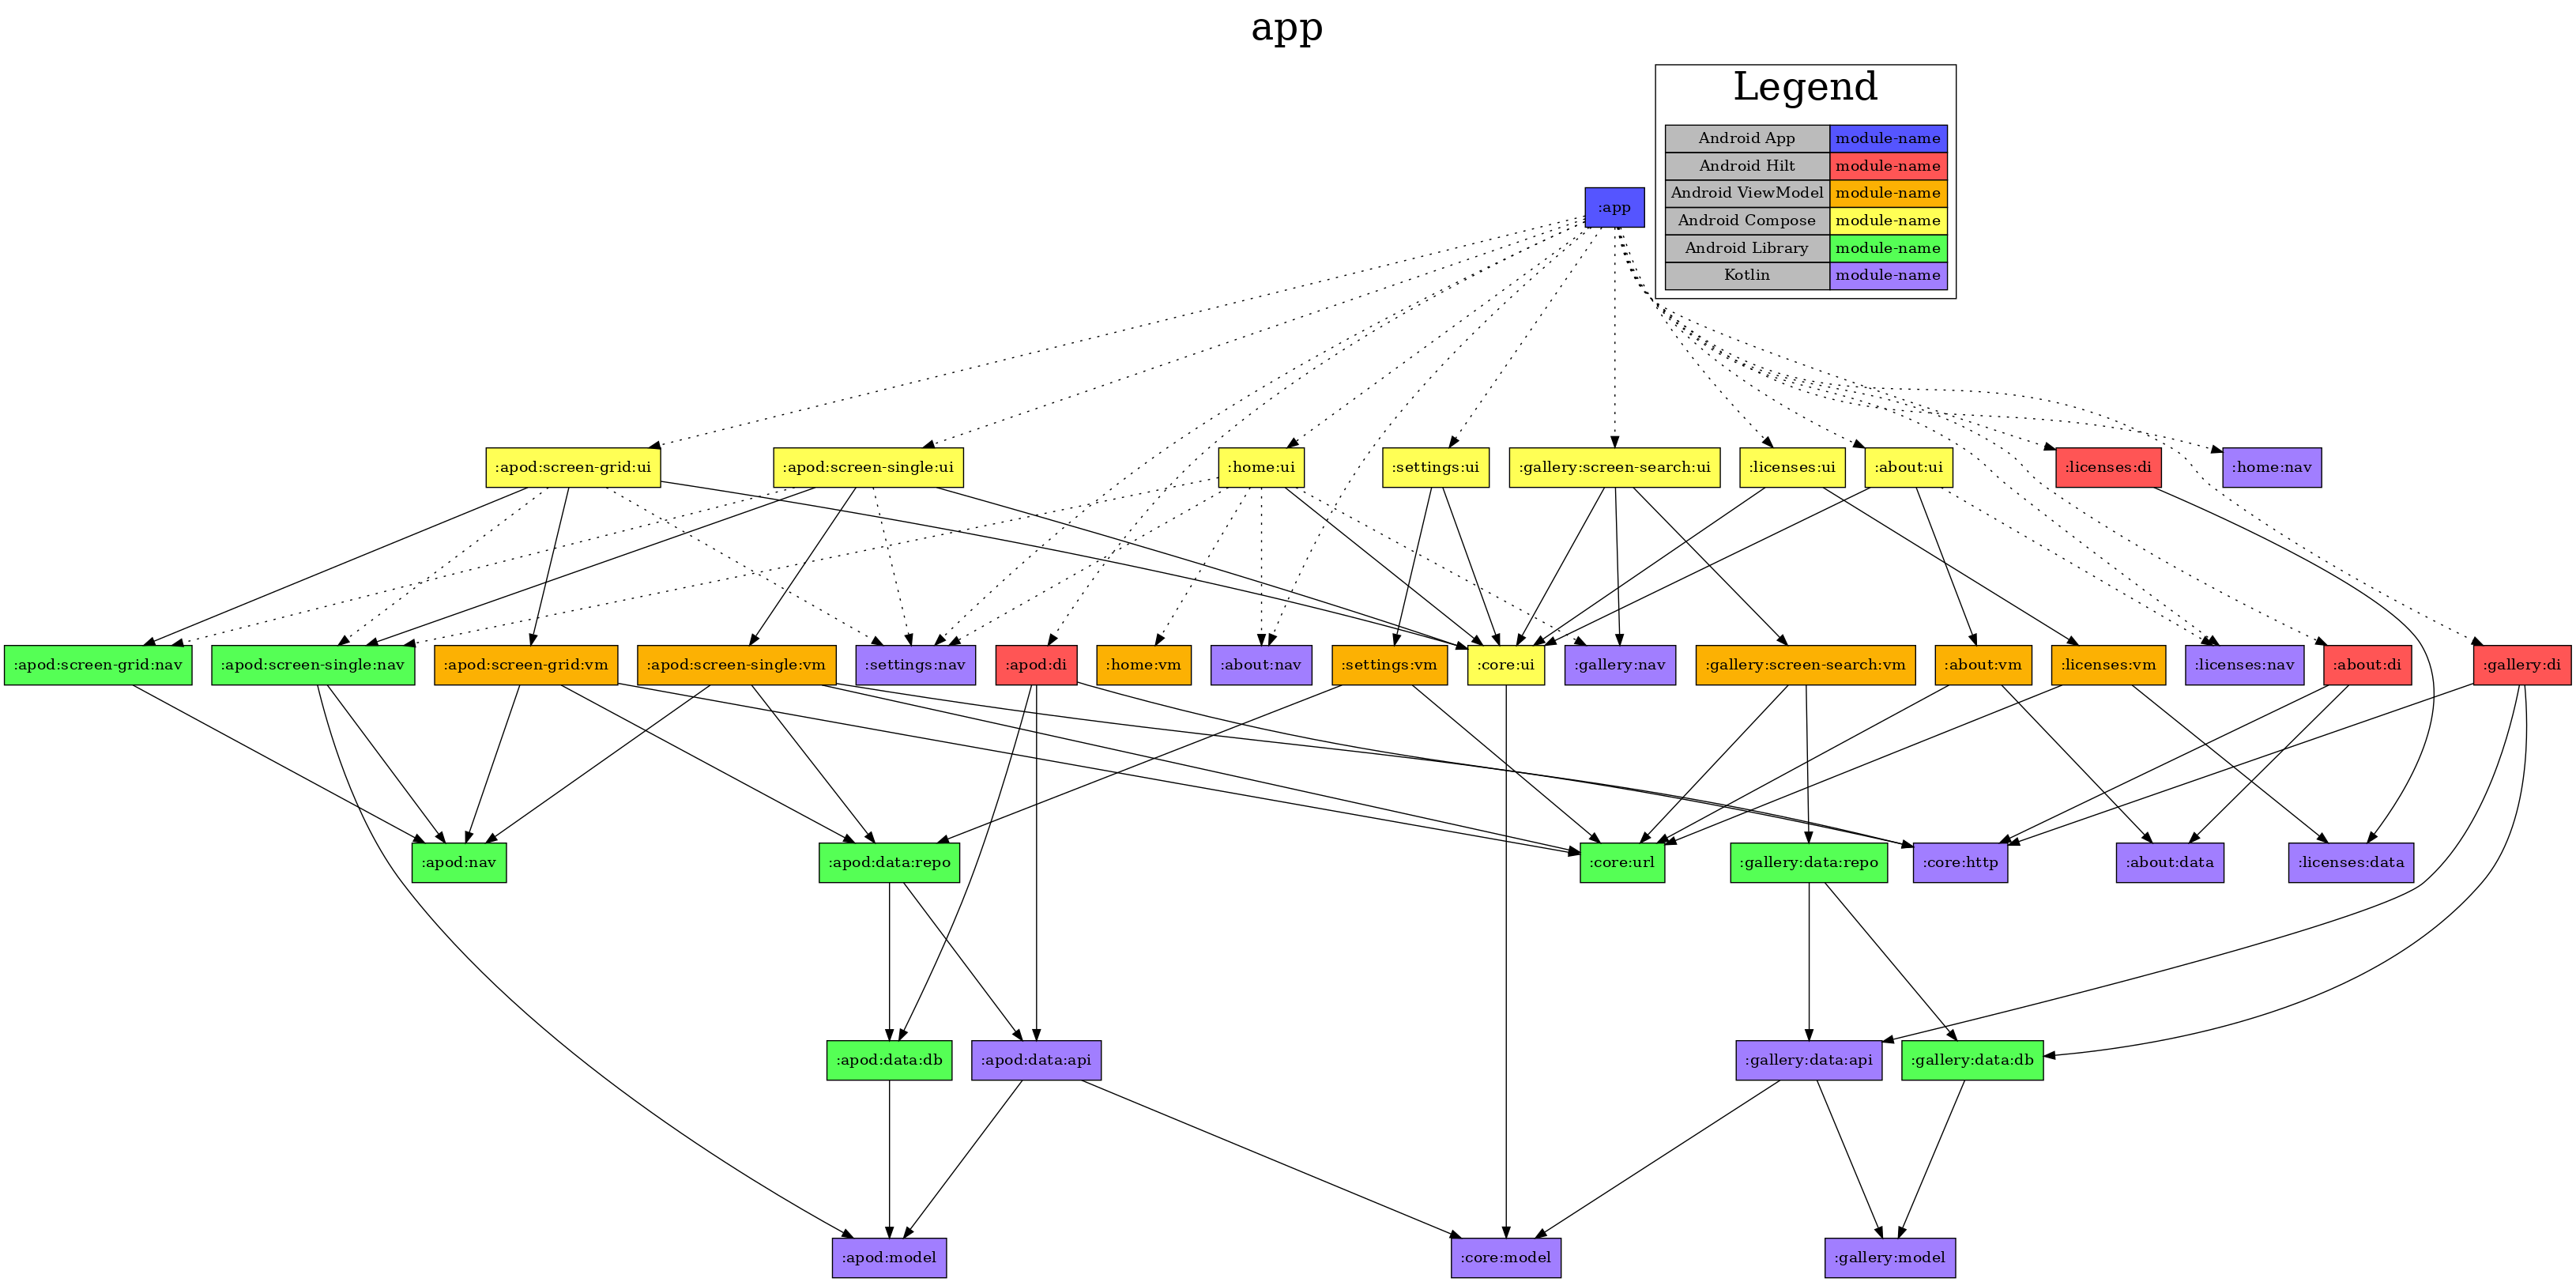 app
Legend
Android App module-name
Android Hilt module-name
Android ViewModel module-name
Android Compose module-name
Android Library module-name
Kotlin module-name
:app
:apod:screen-grid:ui
:apod:screen-single:ui
:home:ui
:settings:ui
:gallery:screen-search:ui
:licenses:ui
:about:ui
:licenses:di
:home:nav
:apod:screen-grid:nav
:apod:screen-single:nav
:apod:screen-grid:vm
:apod:screen-single:vm
:settings:nav
:apod:di
:home:vm
:about:nav
:settings:vm
:core:ui
:gallery:nav
:gallery:screen-search:vm
:about:vm
:licenses:vm
:licenses:nav
:about:di
:gallery:di
:apod:nav
:apod:data:repo
:core:url
:gallery:data:repo
:core:http
:about:data
:licenses:data
:apod:data:db
:apod:data:api
:gallery:data:api
:gallery:data:db
:apod:model
:core:model
:gallery:model